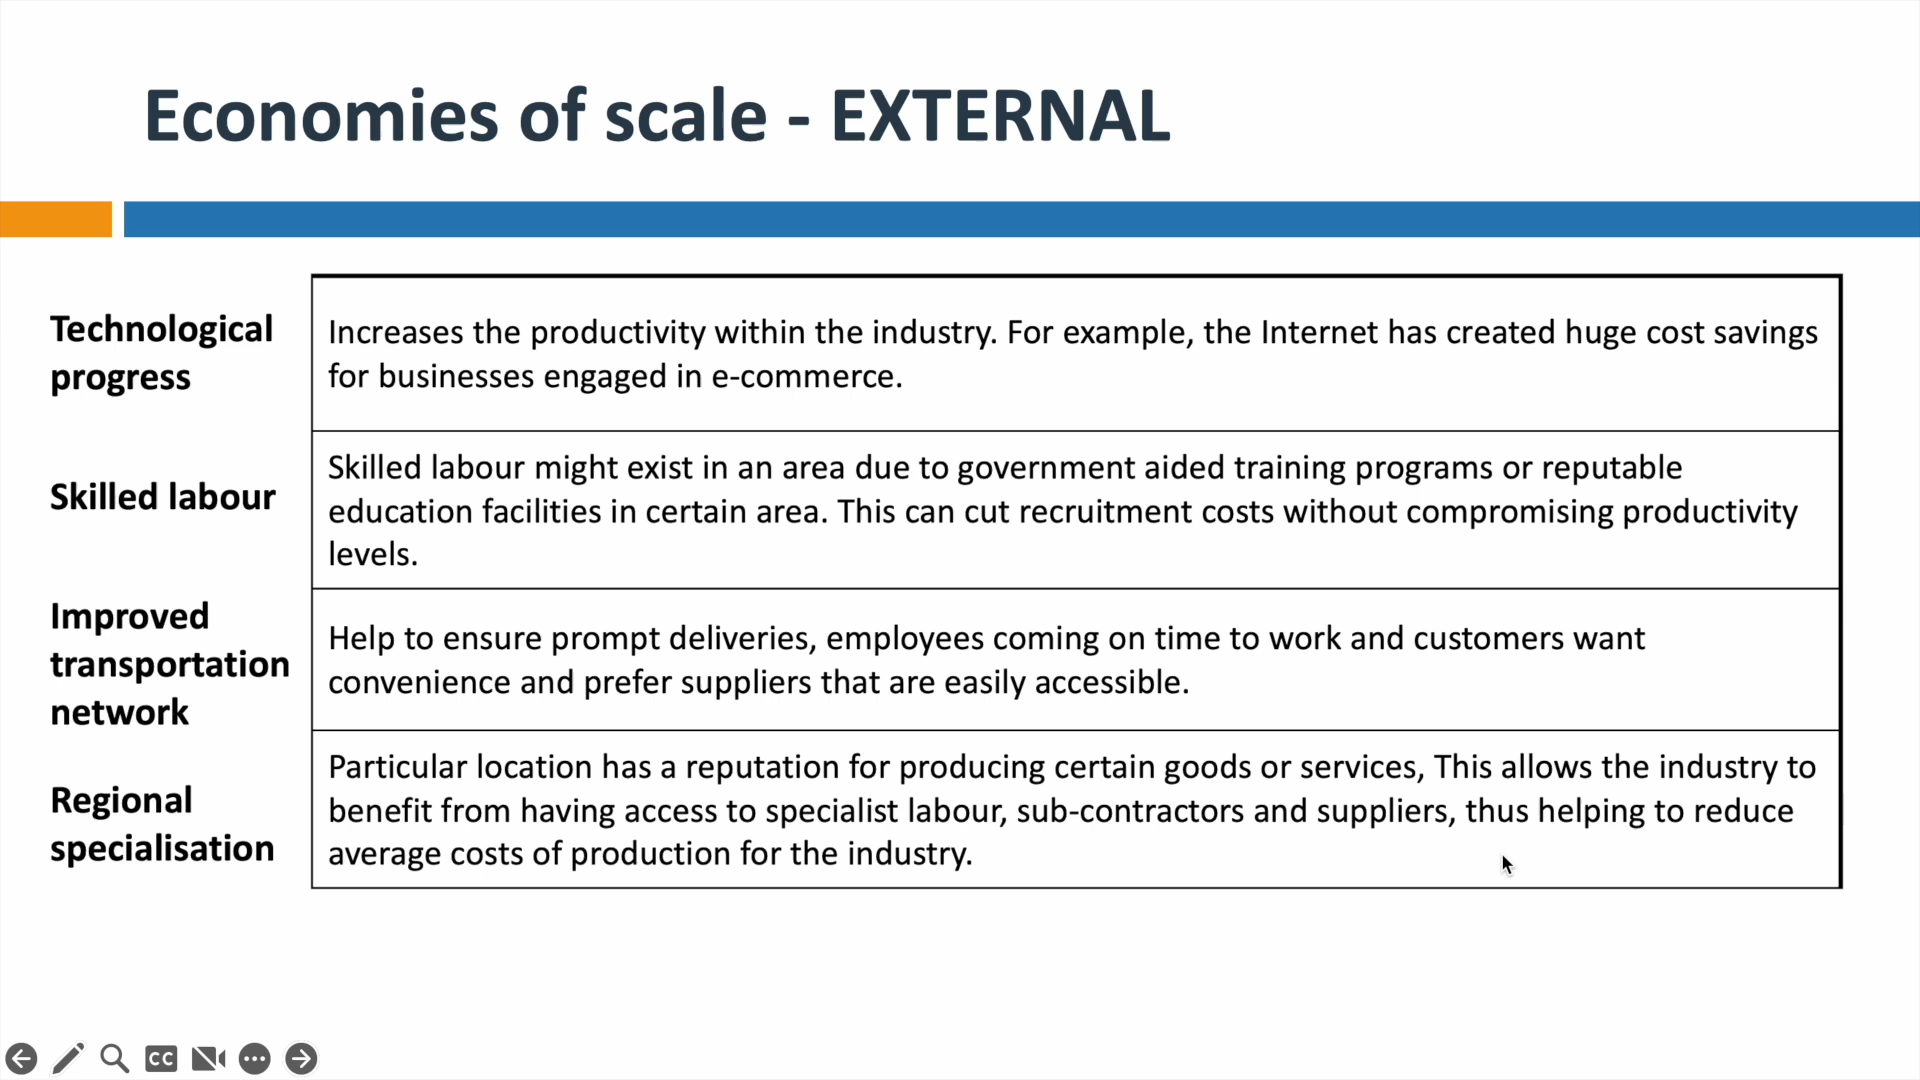 Economies of scale - EXTERNAL
Technological
progress
Increases the productivity within the industry. For example, the Internet has created huge cost savings
for businesses engaged in e-commerce.
Skilled labour
Skilled labour might exist in an area due to government aided training programs or reputable
education facilities in certain area. This can cut recruitment costs without compromising productivity
levels.
Improved
transportation
network
Help to ensure prompt deliveries, employees coming on time to work and customers want
convenience and prefer suppliers that are easily accessible.
Regional
specialisation
Particular location has a reputation for producing certain goods or services, This allows the industry to
benefit from having access to specialist labour, sub-contractors and suppliers, thus helping to reduce
average costs of production for the industry.
CC